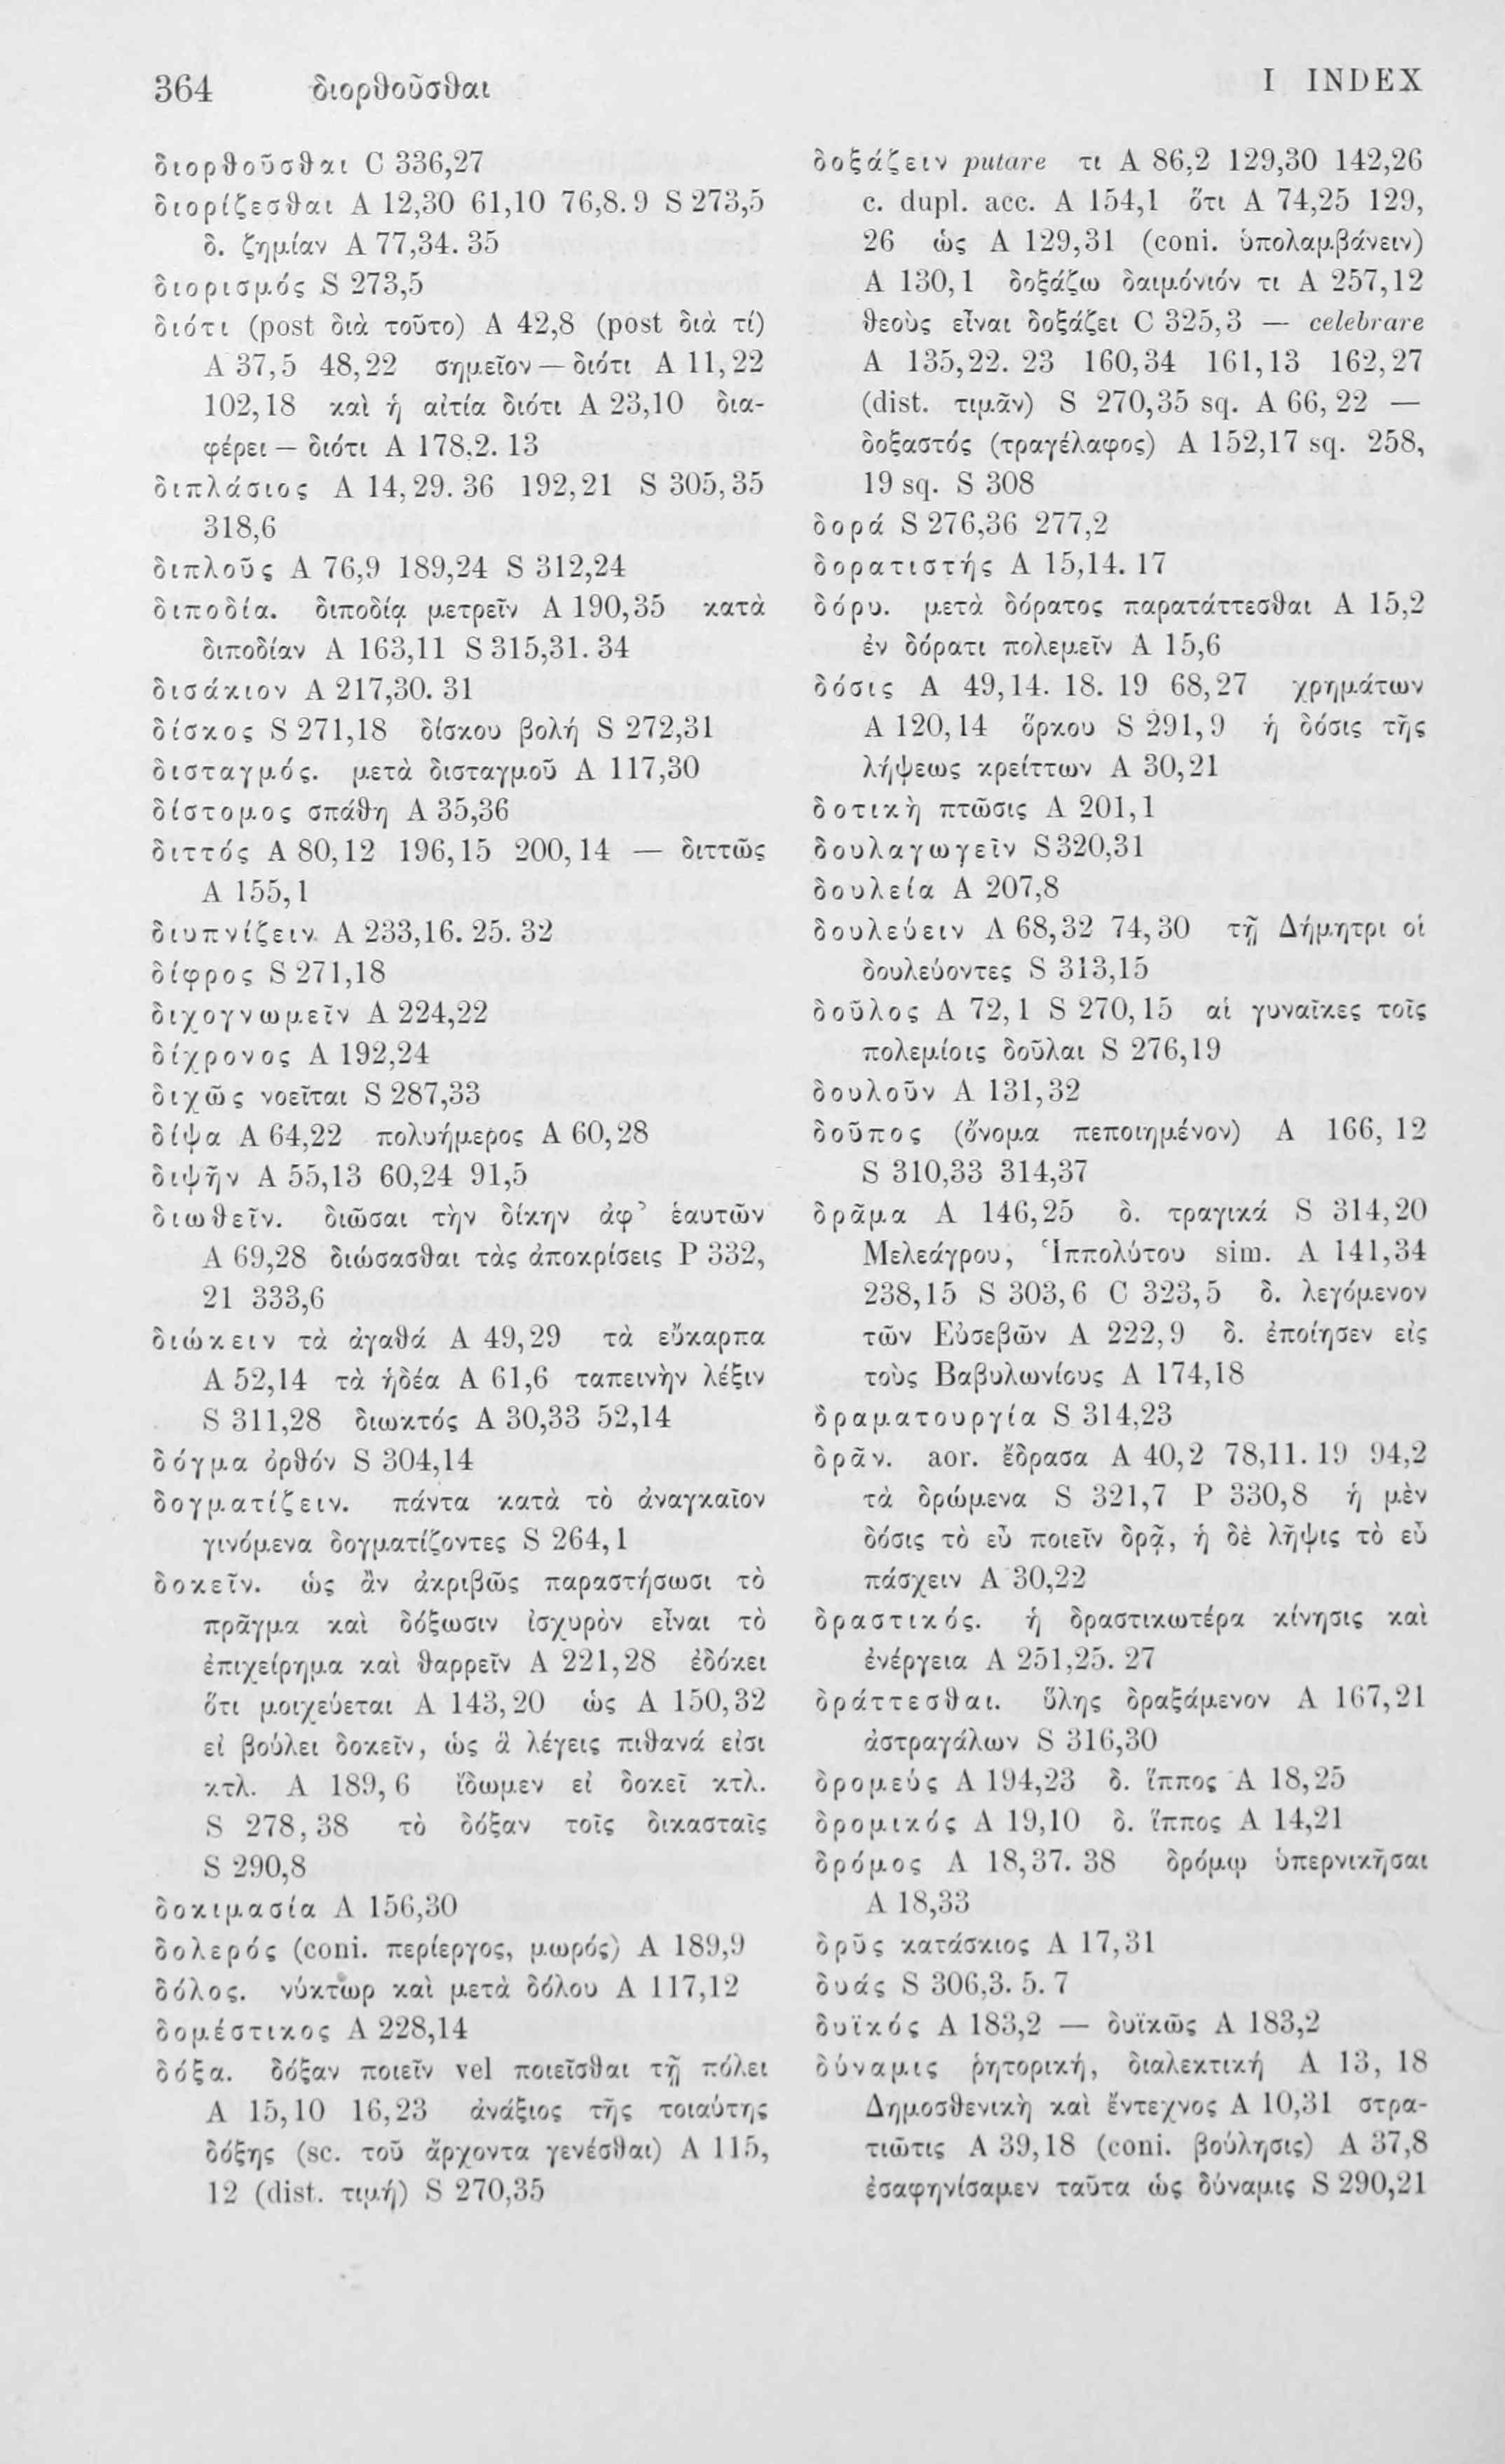 364 διορθοῦσθαι I INDEX
διορθοῦσθαι C 336,27
διορίζεσθαι A 12,30 61,10 76,8. 9 S 273,5
δ. ζημίαν A 77,34. 35
διορισμός S 273,5
διότι (post διὰ τοῦτο) A 42,8 (post διὰ τί)
A 37,5 48,22 σημεῖον — διότι A 11,22
102,18 καὶ ἡ αἰτία διότι A 23,10 δια-
φέρει — διότι A 178,2. 13
διπλάσιος A 14,29. 36 192,21 S 305,35
318,6
διπλοῦς A 76,9 189,24 S 312,24
διποδία. διποδίᾳ μετρεῖν A 190,35 κατὰ
διποδίαν A 163,11 S 315,31. 34
δισάκιον A 217,30. 31
δίσκος S 271,18 δίσκου βολή S 272,31
δισταγμός. μετὰ δισταγμοῦ A 117,30
δίστομος σπάθη A 35,36
διττός A 80,12 196,15 200,14 — διττῶς
A 155,1
διυπνίζειν A 233,16. 25. 32
δίφρος S 271,18
διχογνωμεῖν A 224,22
δίχρονος A 192,24
διχῶς νοεῖται S 287,33
δίψα A 64,22 πολυήμερος A 60,28
διψῆν A 55,13 60,24 91,5
διωθεῖν. διῶσαι τὴν δίκην ἀφ’ ἑαυτῶν
A 69,28 διώσασθαι τὰς ἀποκρίσεις P 332,
21 333,6
διώκειν τὰ ἀγαθά A 49,29 τὰ εὔκαρπα
A 52,14 τὰ ἡδέα A 61,6 ταπεινὴν λέξιν
S 311,28 διωκτός A 30,33 52,14
δόγμα ὀρθόν S 304,14
δογματίζειν. πάντα κατὰ τὸ ἀναγκαῖον
γινόμενα δογματίζοντες S 264,1
δοκεῖν. ὡς ἂν ἀκριβῶς παραστήσωσι τὸ
πρᾶγμα καὶ δόξωσιν ἰσχυρὸν εἶναι τὸ
ἐπιχείρημα καὶ θαρρεῖν A 221,28 ἐδόκει
ὅτι μοιχεύεται A 143,20 ὡς A 150,32
εἰ βούλει δοκεῖν, ὡς ἃ λέγεις πιθανά εἰσι
κτλ. A 189,6 ἴδωμεν εἰ δοκεῖ κτλ.
S 278,38 τὸ δόξαν τοῖς δικασταῖς
S 290,8
δοκιμασία A 156,30
δολερός (coni. περίεργος, μωρός) A 189,9
δόλος. νύκτωρ καὶ μετὰ δόλου A 117,12
δομέστικος A 228,14
δόξα. δόξαν ποιεῖν vel ποιεῖσθαι τῇ πόλει
A 15,10 16,23 ἀνάξιος τῆς τοιαύτης
δόξης (sc. τοῦ ἄρχοντα γενέσθαι) A 115,
12 (dist. τιμή) S 270,35
δοξάζειν putare τι A 86,2 129,30 142,26
c. dupl. acc. A 154,1 ὅτι A 74,25 129,
26 ὡς A 129,31 (coni. ὑπολαμβάνειν)
A 130,1 δοξάζω δαιμόνιόν τι A 257,12
θεοὺς εἶναι δοξάζει C 325,3 — celebrare
A 135,22. 23 160,34 161,13 162,27
(dist. τιμᾶν) S 270,35 sq. A 66,22 —
δοξαστός (τραγέλαφος) A 152,17 sq. 258,
19 sq. S 308
δορά S 276,36 277,2
δορατιστής A 15,14. 17
δόρυ. μετὰ δόρατος παρατάττεσθαι A 15,2
ἐν δόρατι πολεμεῖν A 15,6
δόσις A 49,14. 18. 19 68,27 χρημάτων
A 120,14 ὅρκου S 291,9 ἡ δόσις τῆς
λήψεως κρείττων A 30,21
δοτικὴ πτῶσις A 201,1
δουλαγωγεῖν S 320,31
δουλεία A 207,8
δουλεύειν A 68,32 74,30 τῇ Δήμητρι οἱ
δουλεύοντες S 313,15
δοῦλος A 72,1 S 270,15 αἱ γυναῖκες τοῖς
πολεμίοις δοῦλαι S 276,19
δουλοῦν A 131,32
δοῦπος (ὄνομα πεποιημένον) A 166,12
S 310,33 314,37
δρᾶμα A 146,25 δ. τραγικά S 314,20
Μελεάγρου, Ἱππολύτου sim. A 141,34
238,15 S 303,6 C 323,5 δ. λεγόμενον
τῶν Εὐσεβῶν A 222,9 δ. ἐποίησεν εἰς
τοὺς Βαβυλωνίους A 174,18
δραματουργία S 314,23
δρᾶν. aor. ἔδρασα A 40,2 78,11. 19 94,2
τὰ δρώμενα S 321,7 P 330,8 ἡ μὲν
δόσις τὸ εὖ ποιεῖν δρᾷ, ἡ δὲ λῆψις τὸ εὖ
πάσχειν A 30,22
δραστικός. ἡ δραστικωτέρα κίνησις καὶ
ἐνέργεια A 251,25. 27
δράττεσθαι. ὕλης δραξάμενον A 167,21
ἀστραγάλων S 316,30
δρομεύς A 194,23 δ. ἵππος A 18,25
δρομικός A 19,10 δ. ἵππος A 14,21
δρόμος A 18,37. 38 δρόμῳ ὑπερνικῆσαι
A 18,33
δρῦς κατάσκιος A 17,31
δυάς S 306,3. 5. 7
δυϊκός A 183,2 — δυϊκῶς A 183,2
δύναμις ῥητορική, διαλεκτική A 13,18
Δημοσθενικὴ καὶ ἔντεχνος A 10,31 στρα-
τιῶτις A 39,18 (coni. βούλησις) A 37,8
ἐσαφηνίσαμεν ταῦτα ὡς δύναμις S 290,21